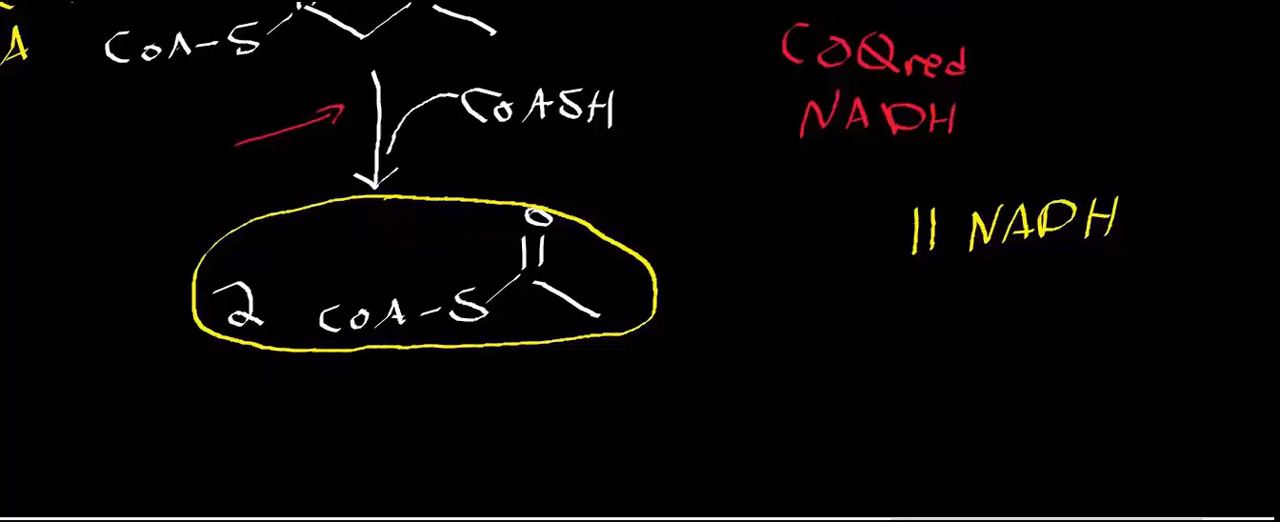 A
CoA-S
CoQred
CoASH
NADH
11 NADH
O
2 CoA-S